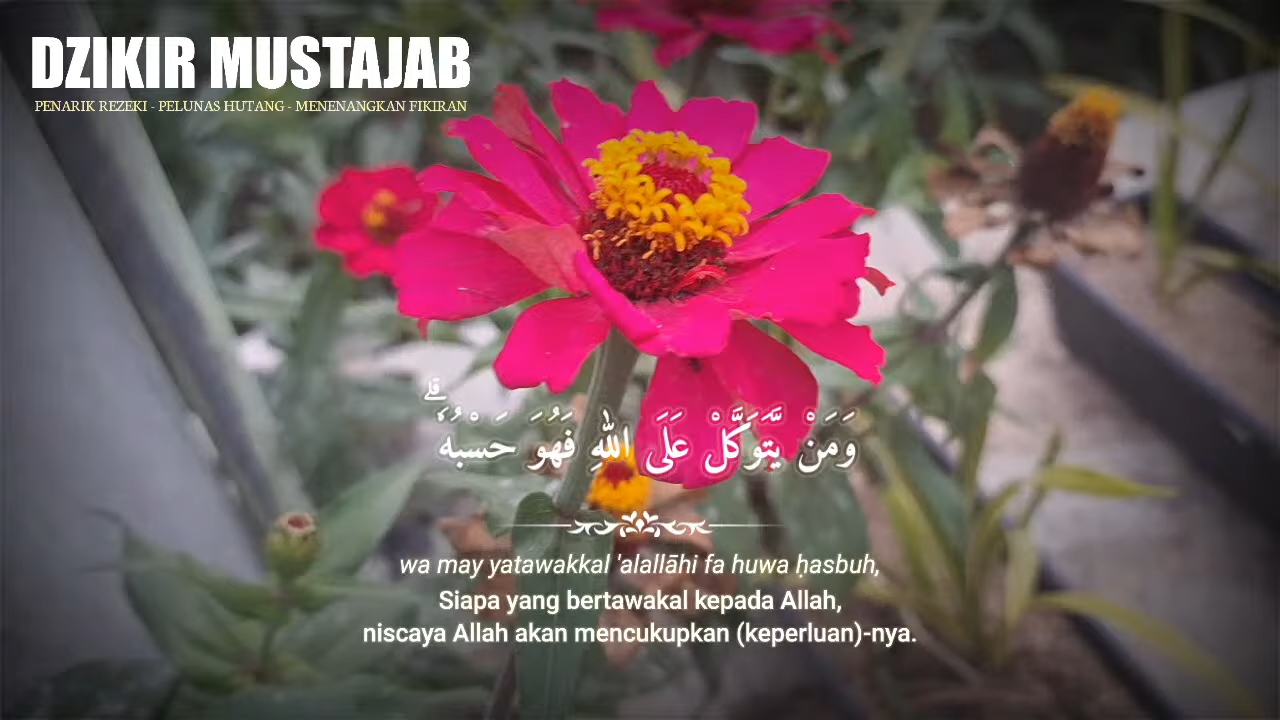 DZIKIR MUSTAJAB
PENARIK REZEKI - PELUNAS HUTANG - MENENANGKAN FIKIRAN
وَمَنْ يَّتَوَكَّلْ عَلَى اللّٰهِ فَهُوَ حَسْبُهٗ ۗ
wa may yatawakkal 'alallāhi fa huwa ḥasbuh,
Siapa yang bertawakal kepada Allah,
niscaya Allah akan mencukupkan (keperluan)-nya.